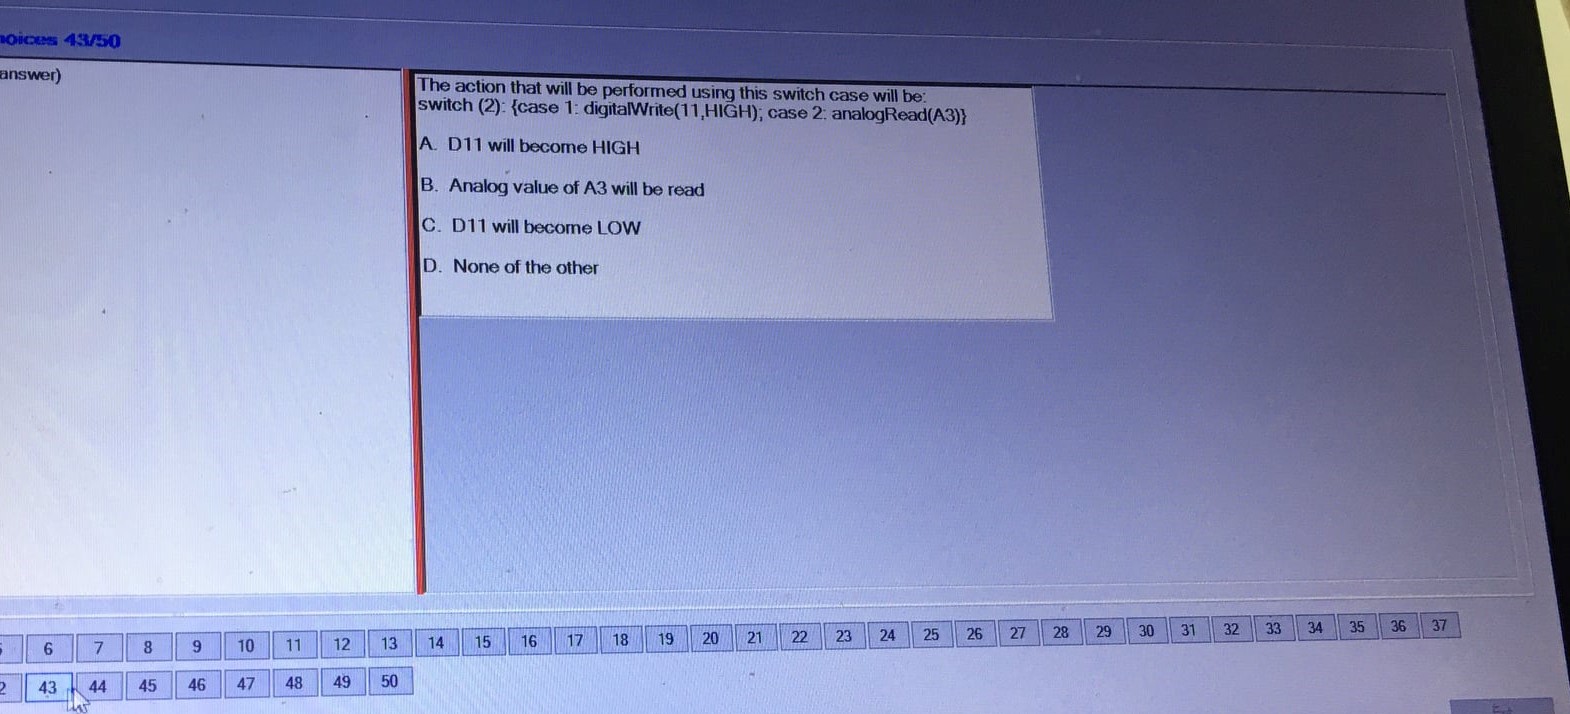 oices 43/50
answer)
The action that will be performed using this switch case will be:
switch (2): {case 1: digitalWrite(11,HIGH); case 2: analogRead(A3)}
A. D11 will become HIGH
B. Analog value of A3 will be read
C. D11 will become LOW
D. None of the other
6 7 8 9 10 11 12 13 14 15 16 17 18 19 20 21 22 23 24 25 26 27 28 29 30 31 32 33 34 35 36 37
2 43 44 45 46 47 48 49 50